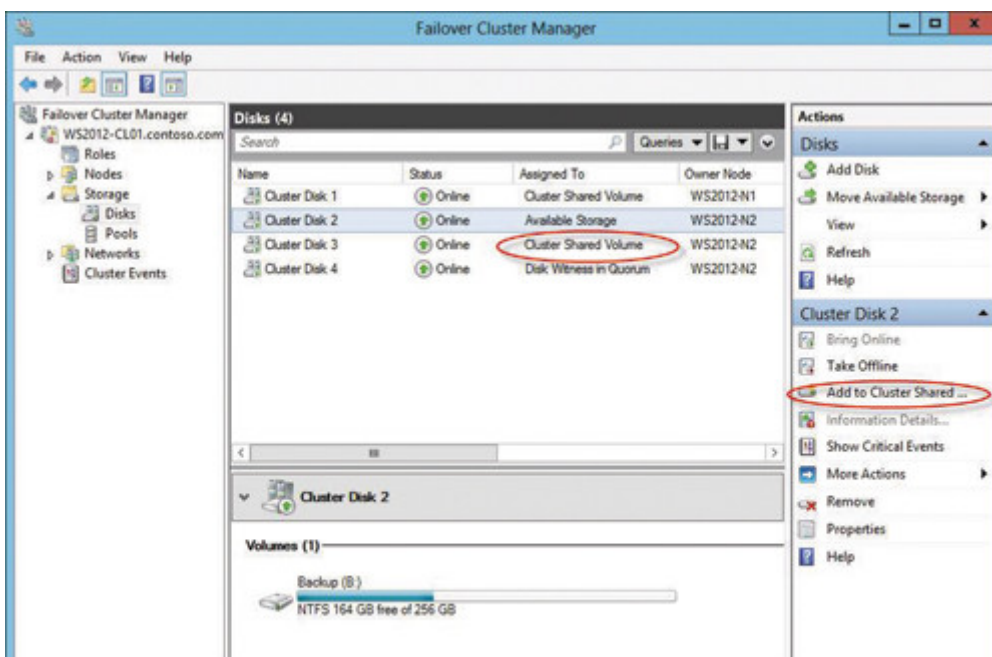 Failover Cluster Manager
File Action View Help
Failover Cluster Manager
WS2012-CL01.contoso.com
Roles
Nodes
Storage
Disks
Pools
Networks
Cluster Events
Disks (4)
Search
Queries
Name Status Assigned To Owner Node
Cluster Disk 1 Online Cluster Shared Volume WS2012-N1
Cluster Disk 2 Online Available Storage WS2012-N2
Cluster Disk 3 Online Cluster Shared Volume WS2012-N2
Cluster Disk 4 Online Disk Witness in Quorum WS2012-N2
Cluster Disk 2
Volumes (1)
Backup (B:)
NTFS 164 GB free of 256 GB
Actions
Disks
Add Disk
Move Available Storage
View
Refresh
Help
Cluster Disk 2
Bring Online
Take Offline
Add to Cluster Shared ...
Information Details...
Show Critical Events
More Actions
Remove
Properties
Help